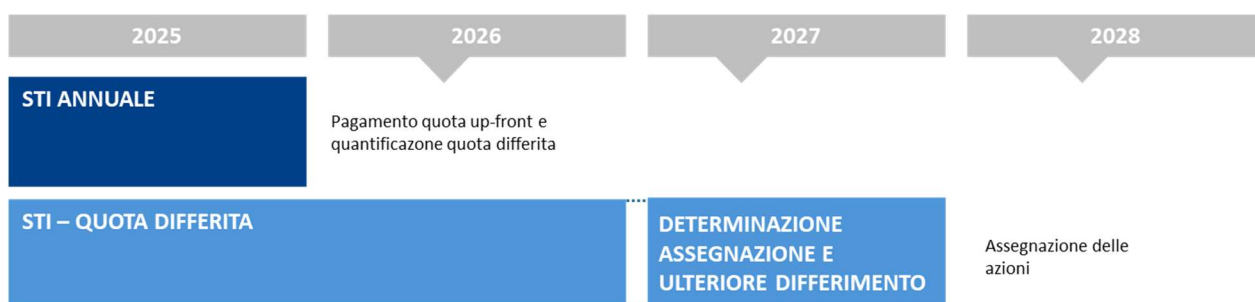 2025
2026
2027
2028
STI ANNUALE
Pagamento quota up-front e
quantificazone quota differita
STI – QUOTA DIFFERITA
DETERMINAZIONE
ASSEGNAZIONE E
ULTERIORE DIFFERIMENTO
Assegnazione delle
azioni